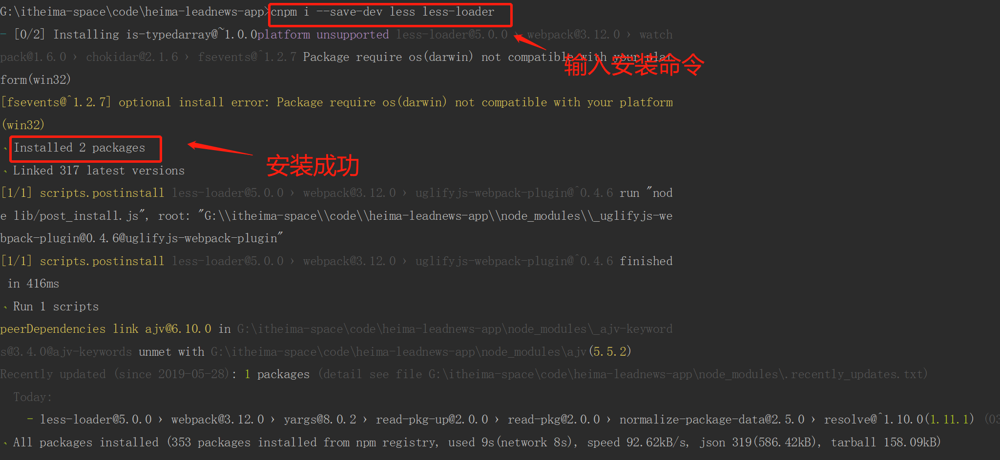 G:\itheima-space\code\heima-leadnews-app>cnpm i --save-dev less less-loader
- [0/2] Installing is-typedarray@~1.0.0platform unsupported less-loader@5.0.0 › webpack@3.12.0 › watch
pack@1.6.0 › chokidar@2.1.6 › fsevents@^1.2.7 Package require os(darwin) not compatible with your plat
输入安装命令
form(win32)
[fsevents@^1.2.7] optional install error: Package require os(darwin) not compatible with your platform
(win32)
Installed 2 packages
安装成功
Linked 317 latest versions
[1/1] scripts.postinstall less-loader@5.0.0 › webpack@3.12.0 › uglifyjs-webpack-plugin@^0.4.6 run "nod
e lib/post_install.js", root: "G:\\itheima-space\\code\\heima-leadnews-app\\node_modules\\_uglifyjs-we
bpack-plugin@0.4.6@uglifyjs-webpack-plugin"
[1/1] scripts.postinstall less-loader@5.0.0 › webpack@3.12.0 › uglifyjs-webpack-plugin@^0.4.6 finished
in 416ms
Run 1 scripts
peerDependencies link ajv@6.10.0 in G:\itheima-space\code\heima-leadnews-app\node_modules\_ajv-keyword
s@3.4.0@ajv-keywords unmet with G:\itheima-space\code\heima-leadnews-app\node_modules\ajv(5.5.2)
Recently updated (since 2019-05-28): 1 packages (detail see file G:\itheima-space\code\heima-leadnews-app\node_modules\.recently_updates.txt)
Today:
- less-loader@5.0.0 › webpack@3.12.0 › yargs@8.0.2 › read-pkg-up@2.0.0 › read-pkg@2.0.0 › normalize-package-data@2.5.0 › resolve@^1.10.0(1.11.1)
All packages installed (353 packages installed from npm registry, used 9s(network 8s), speed 92.62kB/s, json 319(586.42kB), tarball 158.09kB)